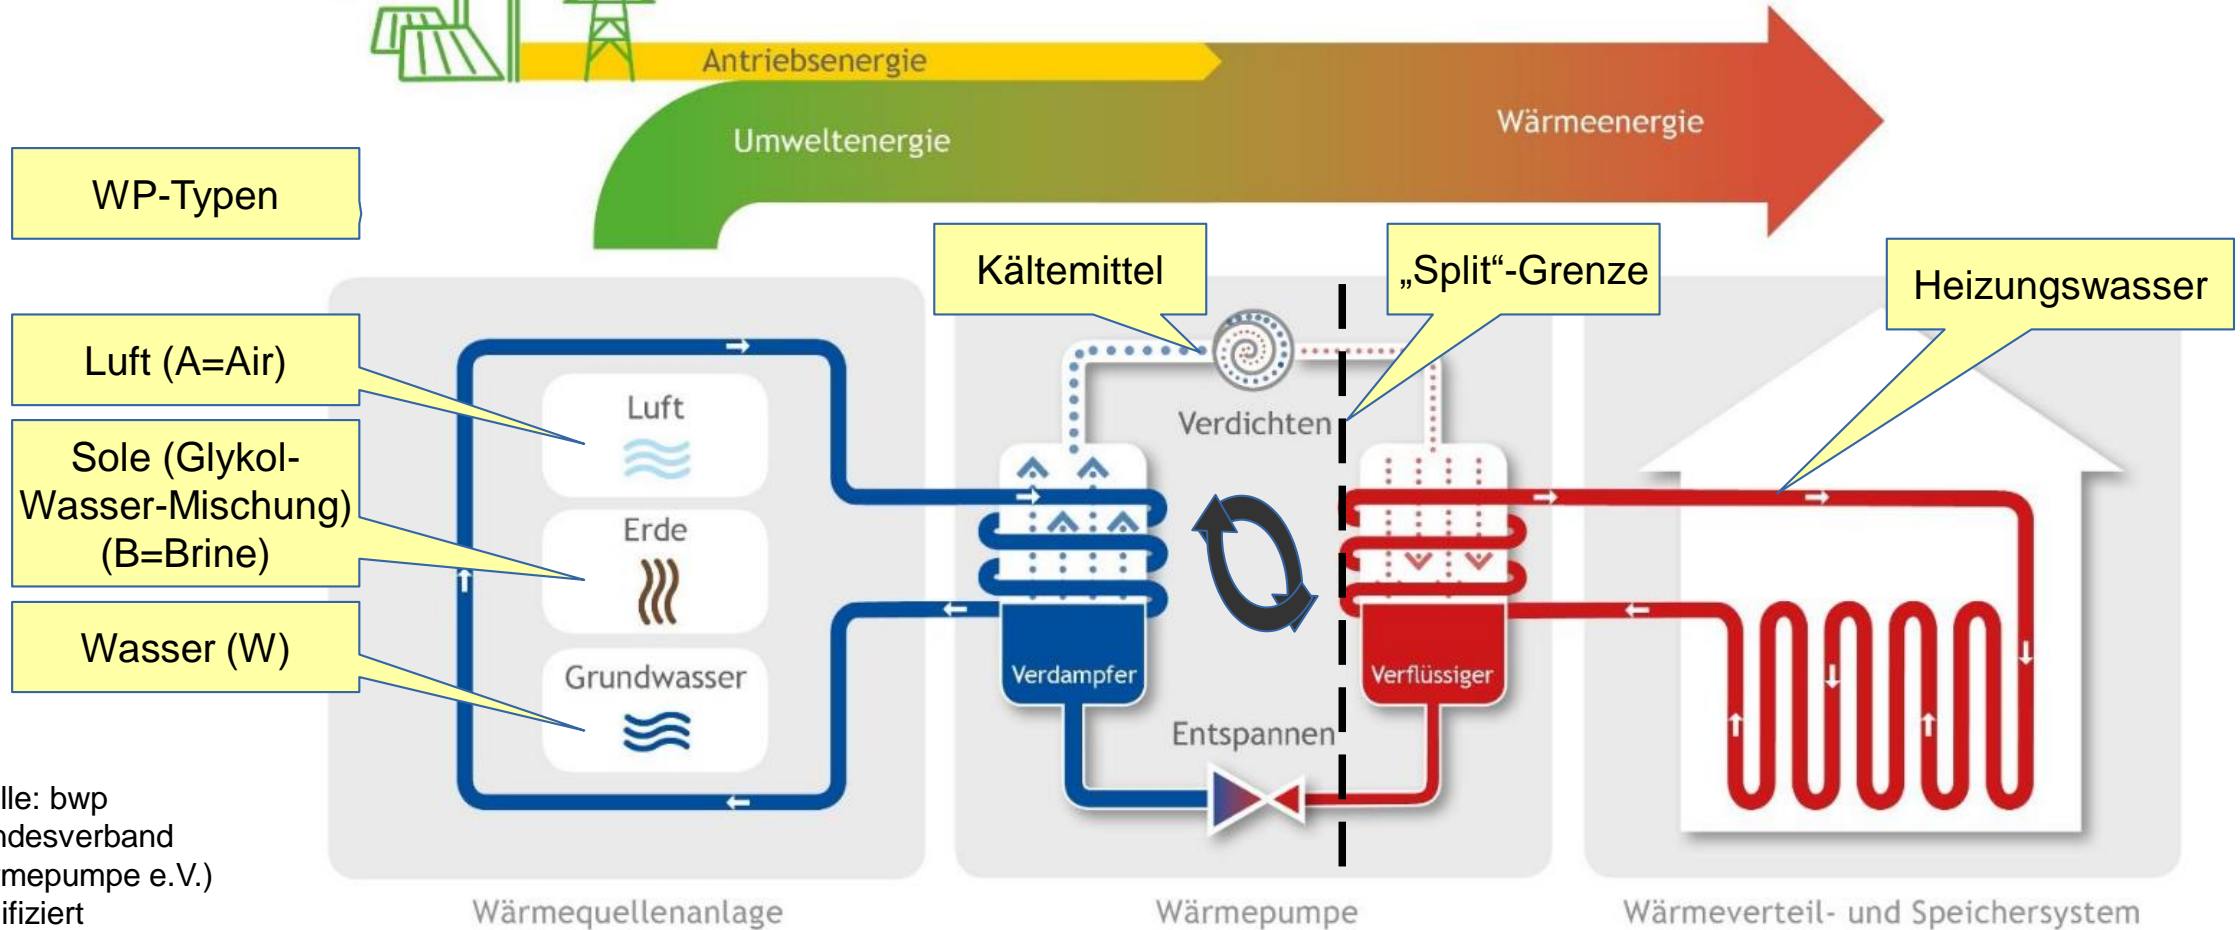 Antriebsenergie
Umweltenergie
Wärmeenergie
WP-Typen
Kältemittel
„Split“-Grenze
Heizungswasser
Luft (A=Air)
Sole (Glykol-
Wasser-Mischung)
(B=Brine)
Wasser (W)
Luft
Erde
Grundwasser
Verdichten
Verdampfer
Verflüssiger
Entspannen
lle: bwp
ndesverband
rmepumpe e.V.)
ifiziert
Wärmequellenanlage
Wärmepumpe
Wärmeverteil- und Speichersystem